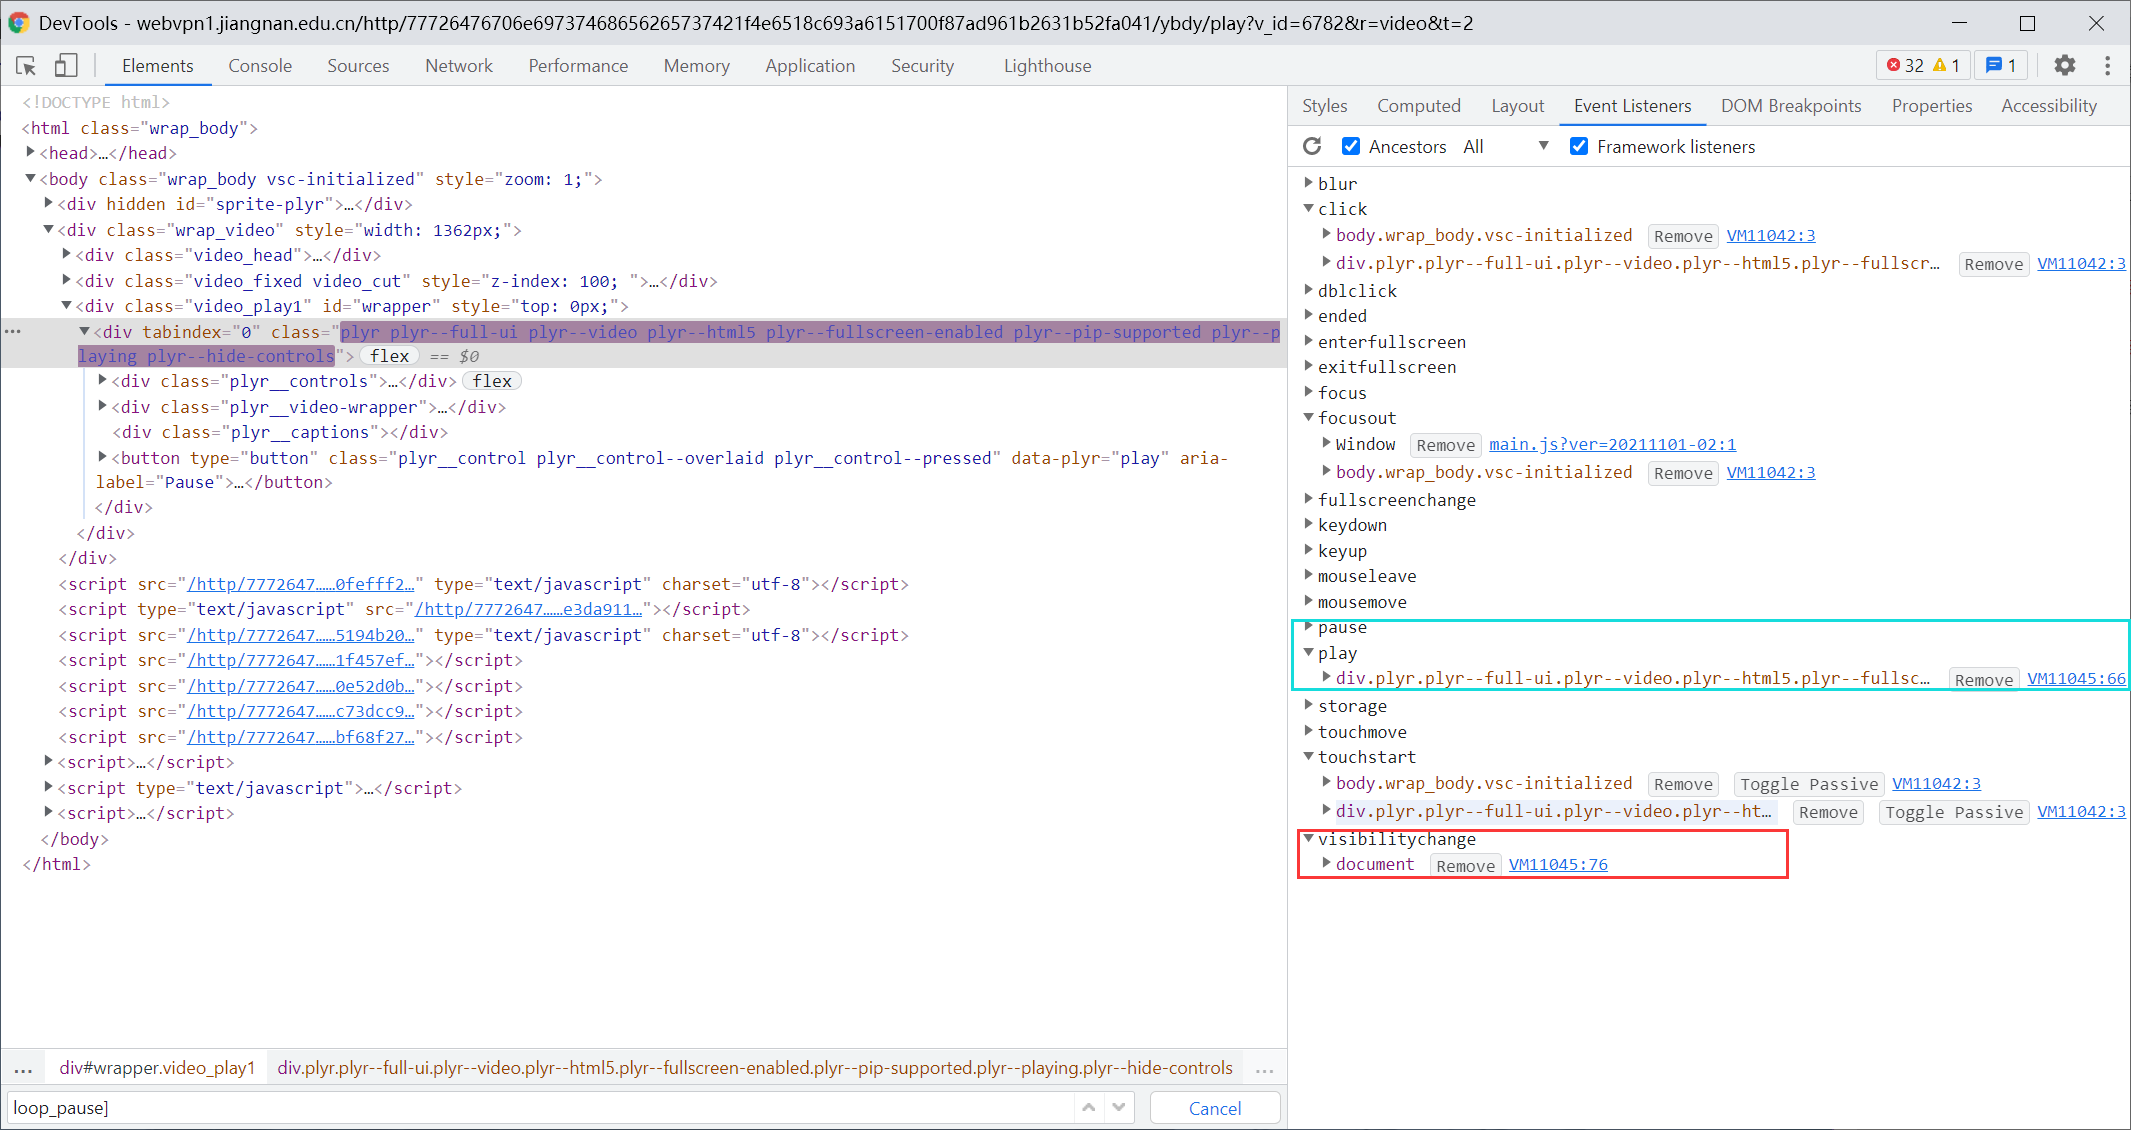 DevTools - webvpn1.jiangnan.edu.cn/http/77726476706e69737468656265737421f4e6518c693a6151700f87ad961b2631b52fa041/ybdy/play?v_id=6782&r=video&t=2
Elements Console Sources Network Performance Memory Application Security Lighthouse 32 1 1
<!DOCTYPE html>
<html class="wrap_body">
<head>…</head>
<body class="wrap_body vsc-initialized" style="zoom: 1;">
<div hidden id="sprite-plyr">…</div>
<div class="wrap_video" style="width: 1362px;">
<div class="video_head">…</div>
<div class="video_fixed video_cut" style="z-index: 100; ">…</div>
<div class="video_play1" id="wrapper" style="top: 0px;">
… <div tabindex="0" class="plyr plyr--full-ui plyr--video plyr--html5 plyr--fullscreen-enabled plyr--pip-supported plyr--p
laying plyr--hide-controls"> flex == $0
<div class="plyr__controls">…</div> flex
<div class="plyr__video-wrapper">…</div>
<div class="plyr__captions"></div>
<button type="button" class="plyr__control plyr__control--overlaid plyr__control--pressed" data-plyr="play" aria-
label="Pause">…</button>
</div>
</div>
</div>
<script src="/http/7772647……0fefff2…" type="text/javascript" charset="utf-8"></script>
<script type="text/javascript" src="/http/7772647……e3da911…"></script>
<script src="/http/7772647……5194b20…" type="text/javascript" charset="utf-8"></script>
<script src="/http/7772647……1f457ef…"></script>
<script src="/http/7772647……0e52d0b…"></script>
<script src="/http/7772647……c73dcc9…"></script>
<script src="/http/7772647……bf68f27…"></script>
<script>…</script>
<script type="text/javascript">…</script>
<script>…</script>
</body>
</html>
… div#wrapper.video_play1 div.plyr.plyr--full-ui.plyr--video.plyr--html5.plyr--fullscreen-enabled.plyr--pip-supported.plyr--playing.plyr--hide-controls …
loop_pause] Cancel
Styles Computed Layout Event Listeners DOM Breakpoints Properties Accessibility
Ancestors All Framework listeners
blur
click
body.wrap_body.vsc-initialized Remove VM11042:3
div.plyr.plyr--full-ui.plyr--video.plyr--html5.plyr--fullscr… Remove VM11042:3
dblclick
ended
enterfullscreen
exitfullscreen
focus
focusout
Window Remove main.js?ver=20211101-02:1
body.wrap_body.vsc-initialized Remove VM11042:3
fullscreenchange
keydown
keyup
mouseleave
mousemove
pause
play
div.plyr.plyr--full-ui.plyr--video.plyr--html5.plyr--fullsc… Remove VM11045:66
storage
touchmove
touchstart
body.wrap_body.vsc-initialized Remove Toggle Passive VM11042:3
div.plyr.plyr--full-ui.plyr--video.plyr--ht… Remove Toggle Passive VM11042:3
visibilitychange
document Remove VM11045:76